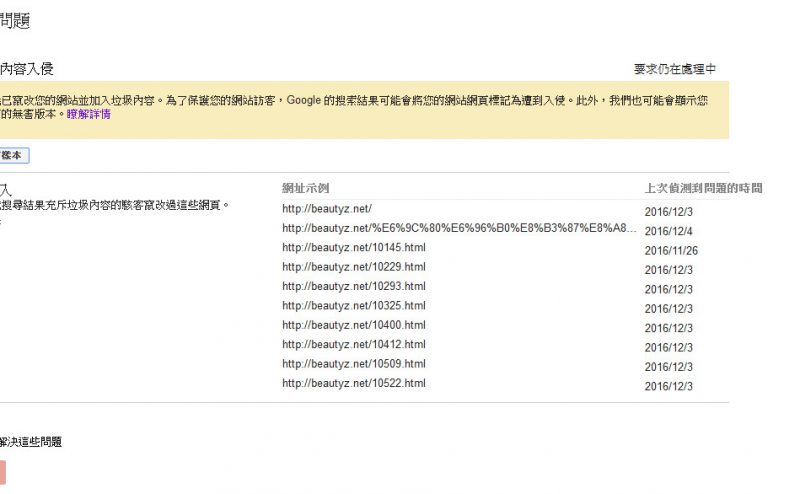 問題
內容入侵
要求仍在處理中
已竄改您的網站並加入垃圾內容。為了保護您的網站訪客，Google 的搜索結果可能會將您的網站網頁標記為遭到入侵。此外，我們也可能會顯示您
的無害版本。瞭解詳情
樣本
入
網址示例
上次偵測到問題的時間
搜尋結果充斥垃圾內容的駭客竄改過這些網頁。
http://beautyz.net/
2016/12/3
http://beautyz.net/%E6%9C%80%E6%96%B0%E8%B3%87%E8%A8...
2016/12/4
http://beautyz.net/10145.html
2016/11/26
http://beautyz.net/10229.html
2016/12/3
http://beautyz.net/10293.html
2016/12/3
http://beautyz.net/10325.html
2016/12/3
http://beautyz.net/10400.html
2016/12/3
http://beautyz.net/10412.html
2016/12/3
http://beautyz.net/10509.html
2016/12/3
http://beautyz.net/10522.html
2016/12/3
解決這些問題